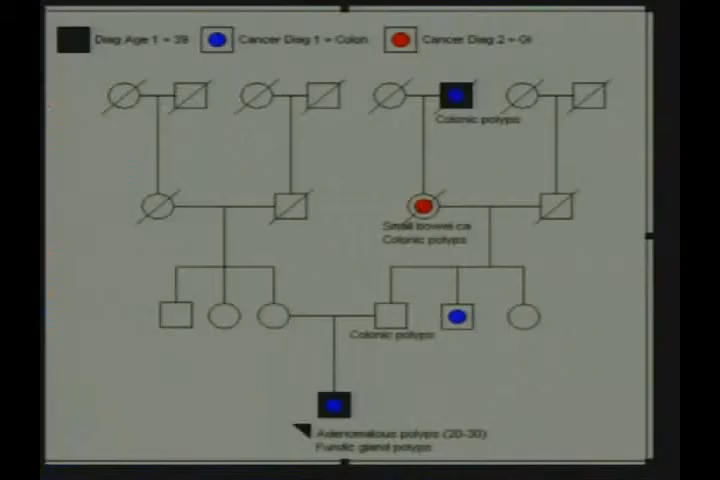 Diag Age 1 = 39
Cancer Diag 1 = Colon
Cancer Diag 2 = GI
Colonic polyps
Small bowel ca
Colonic polyps
Colonic polyps
Adenomatous polyps (20-30)
Fundic gland polyps